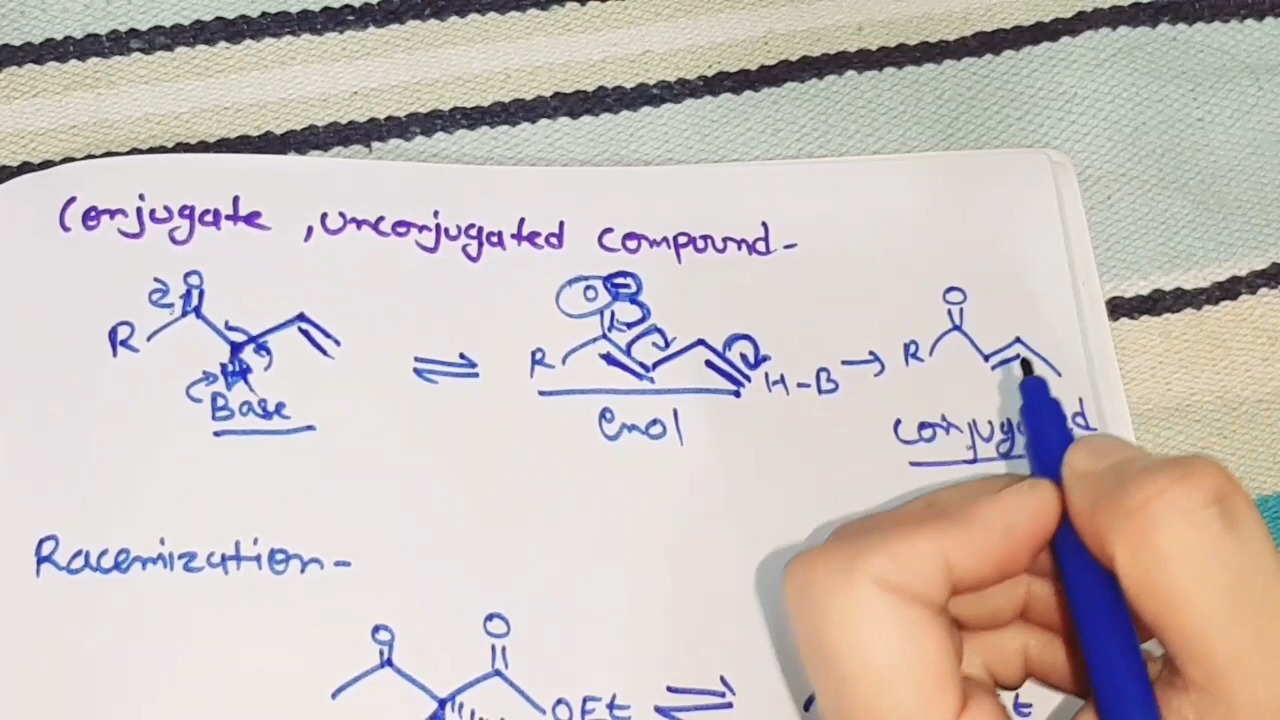 Conjugate, unconjugated compound-
O
R
Base
⇌
O ⊖
R
H-B
Enol
→
O
R
Racemization-
O
O
OEt
⇌
t